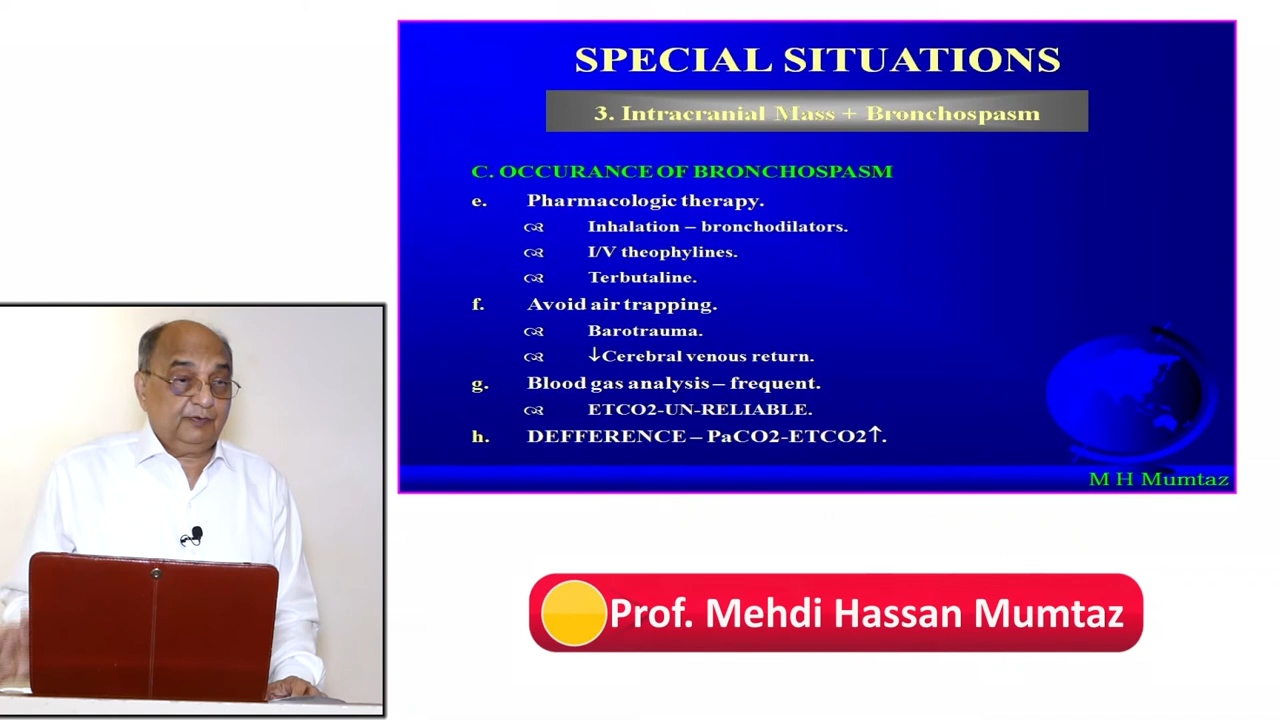 SPECIAL SITUATIONS
3. Intracranial Mass + Bronchospasm
C. OCCURANCE OF BRONCHOSPASM
e. Pharmacologic therapy.
Inhalation – bronchodilators.
I/V theophylines.
Terbutaline.
f. Avoid air trapping.
Barotrauma.
↓Cerebral venous return.
g. Blood gas analysis – frequent.
ETCO2-UN-RELIABLE.
h. DEFFERENCE – PaCO2-ETCO2↑.
M H Mumtaz
Prof. Mehdi Hassan Mumtaz